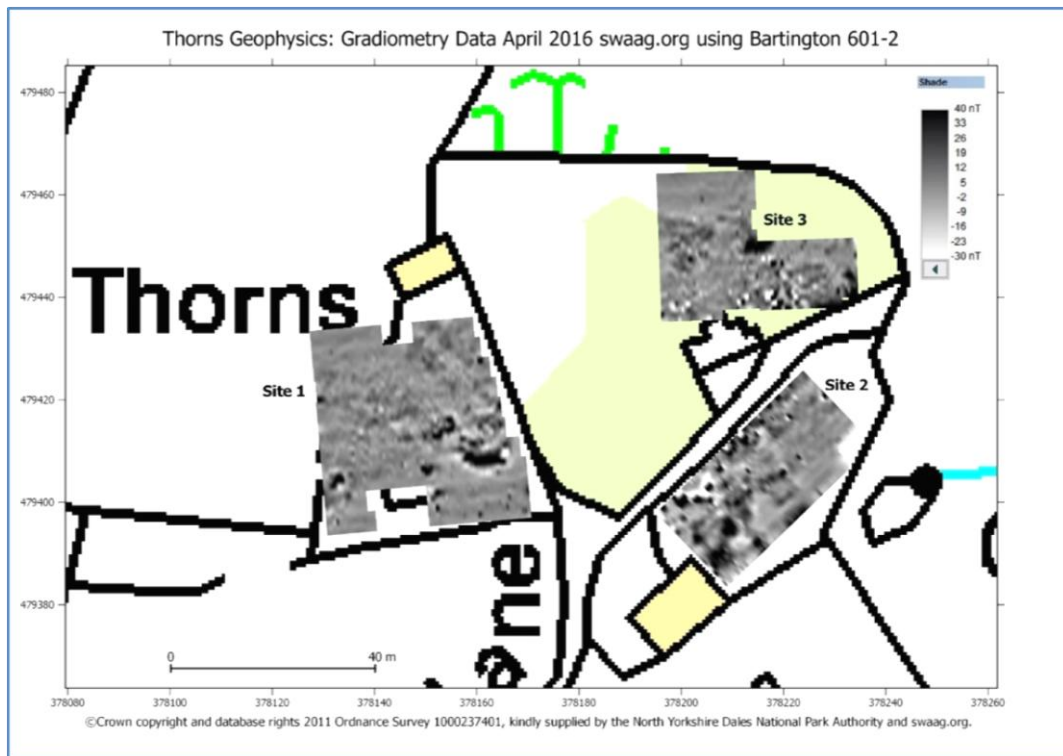 Thorns Geophysics: Gradiometry Data April 2016 swaag.org using Bartington 601-2
479480
479460
479440
479420
479400
479380
Shade
40 nT
33
26
19
12
5
-2
-9
-16
-23
-30 nT
Site 3
Thorns
Site 1
Site 2
one
0 40 m
378080 378100 378120 378140 378160 378180 378200 378220 378240 378260
©Crown copyright and database rights 2011 Ordnance Survey 1000237401, kindly supplied by the North Yorkshire Dales National Park Authority and swaag.org.